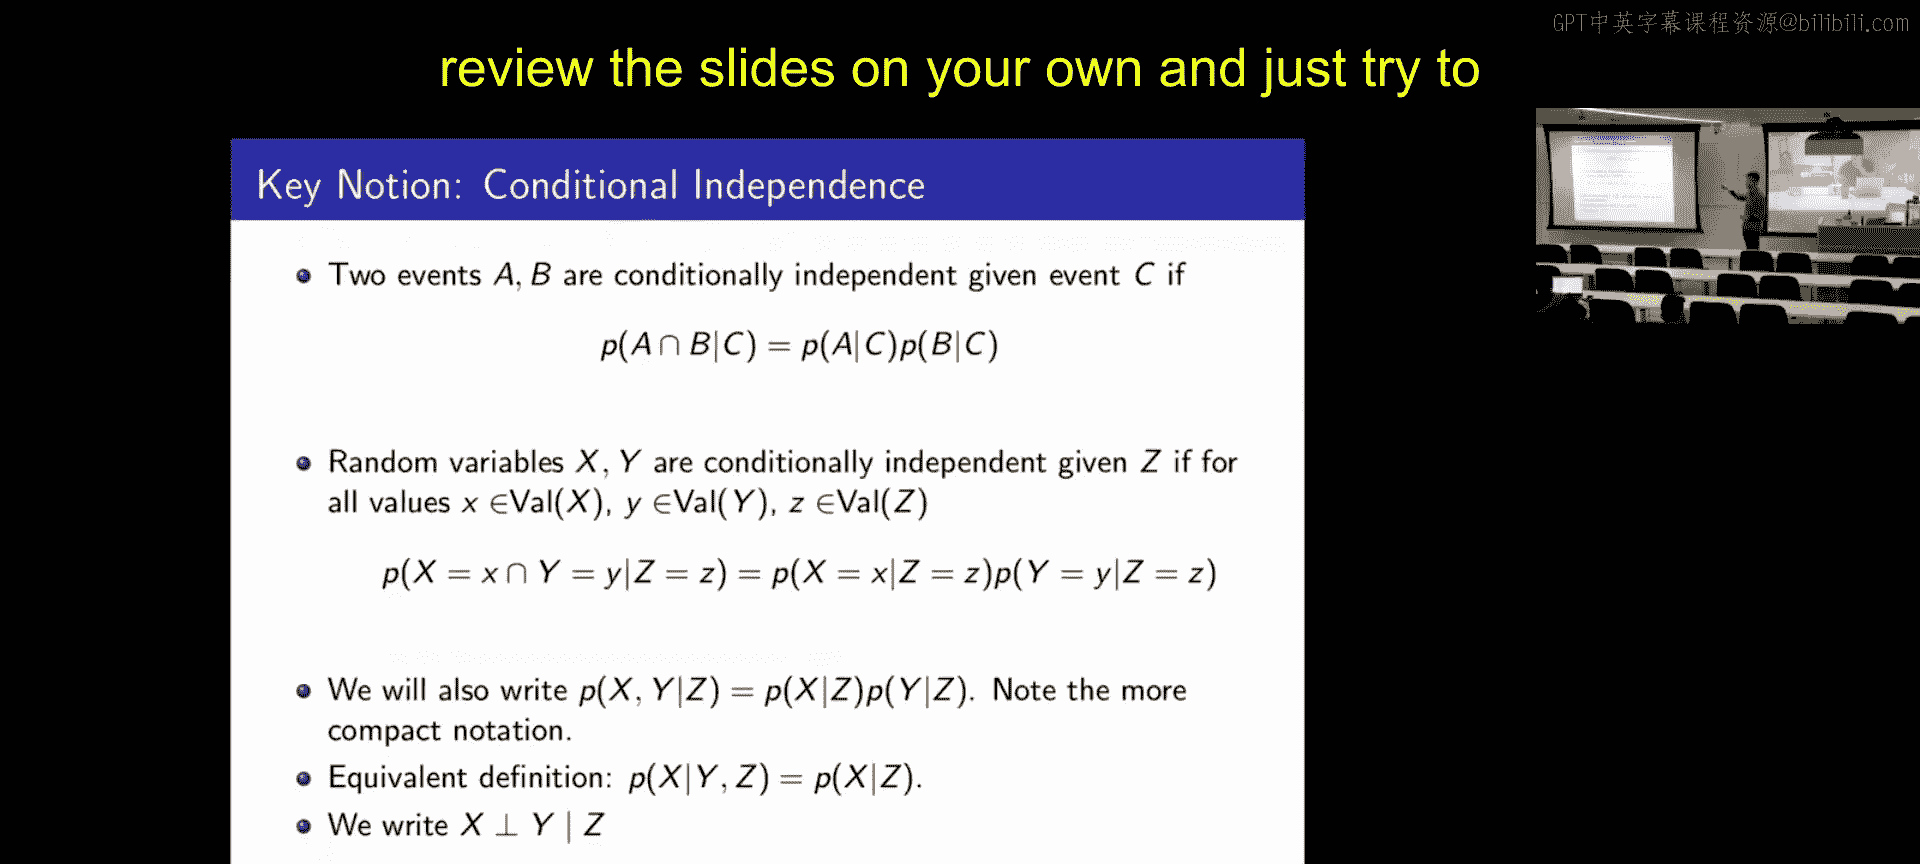 GPT中英字幕课程资源@bilibili.com
review the slides on your own and just try to
Key Notion: Conditional Independence
Two events A, B are conditionally independent given event C if
p(A ∩ B|C) = p(A|C)p(B|C)
Random variables X, Y are conditionally independent given Z if for
all values x ∈Val(X), y ∈Val(Y), z ∈Val(Z)
p(X = x ∩ Y = y|Z = z) = p(X = x|Z = z)p(Y = y|Z = z)
We will also write p(X, Y|Z) = p(X|Z)p(Y|Z). Note the more
compact notation.
Equivalent definition: p(X|Y, Z) = p(X|Z).
We write X ⊥ Y | Z